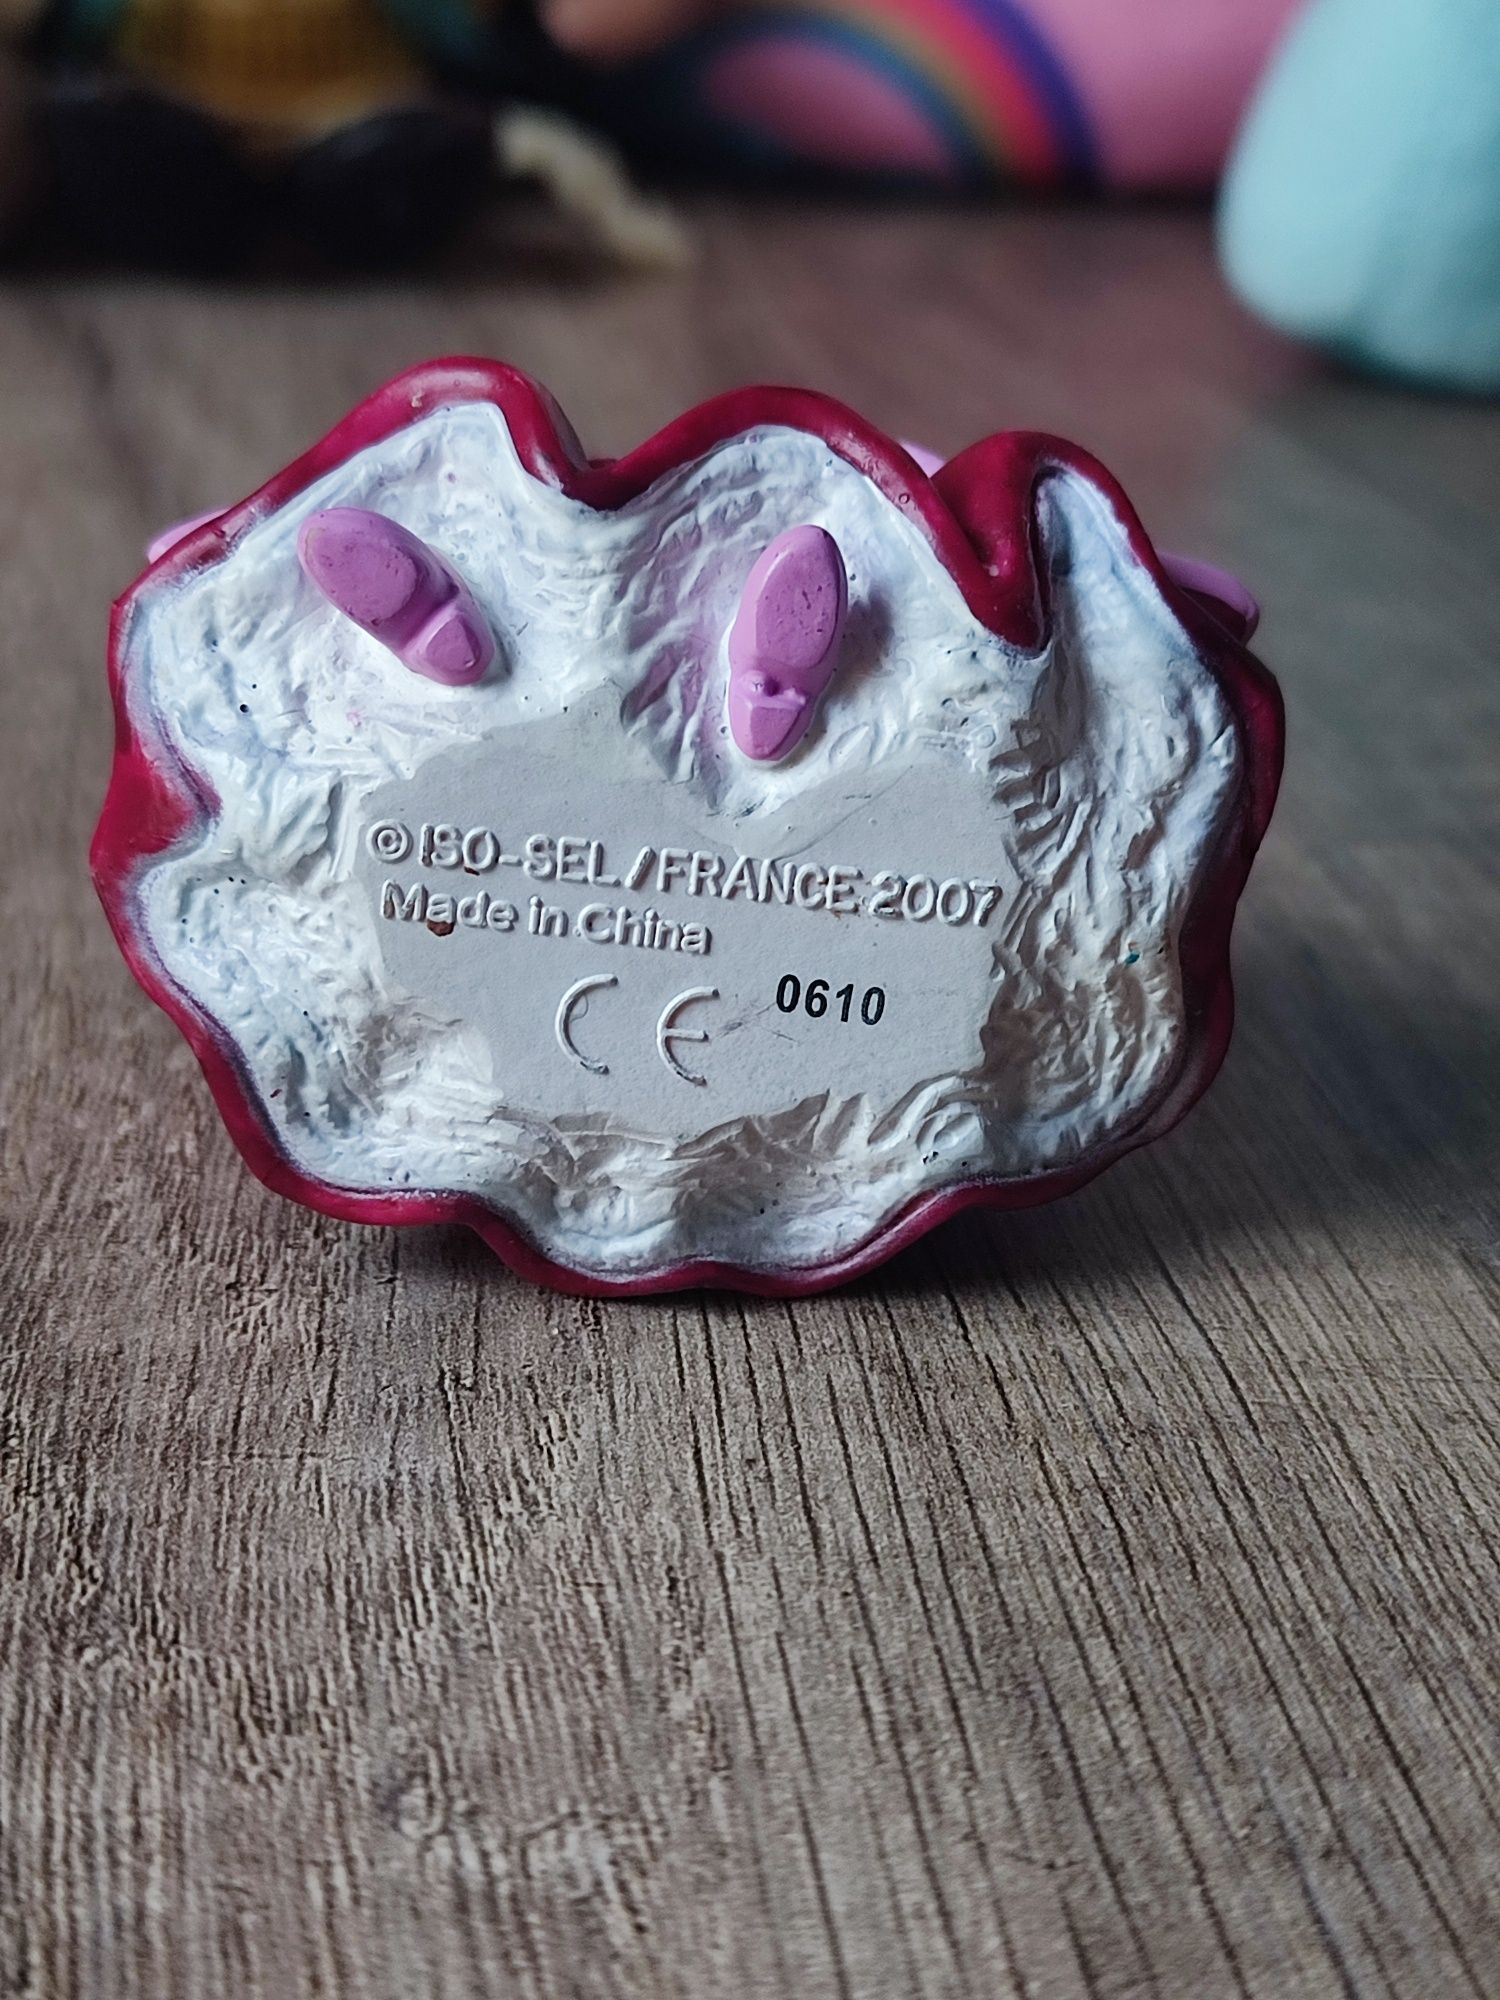 © ISO-SEL/FRANCE 2007
Made in China
CE 0610